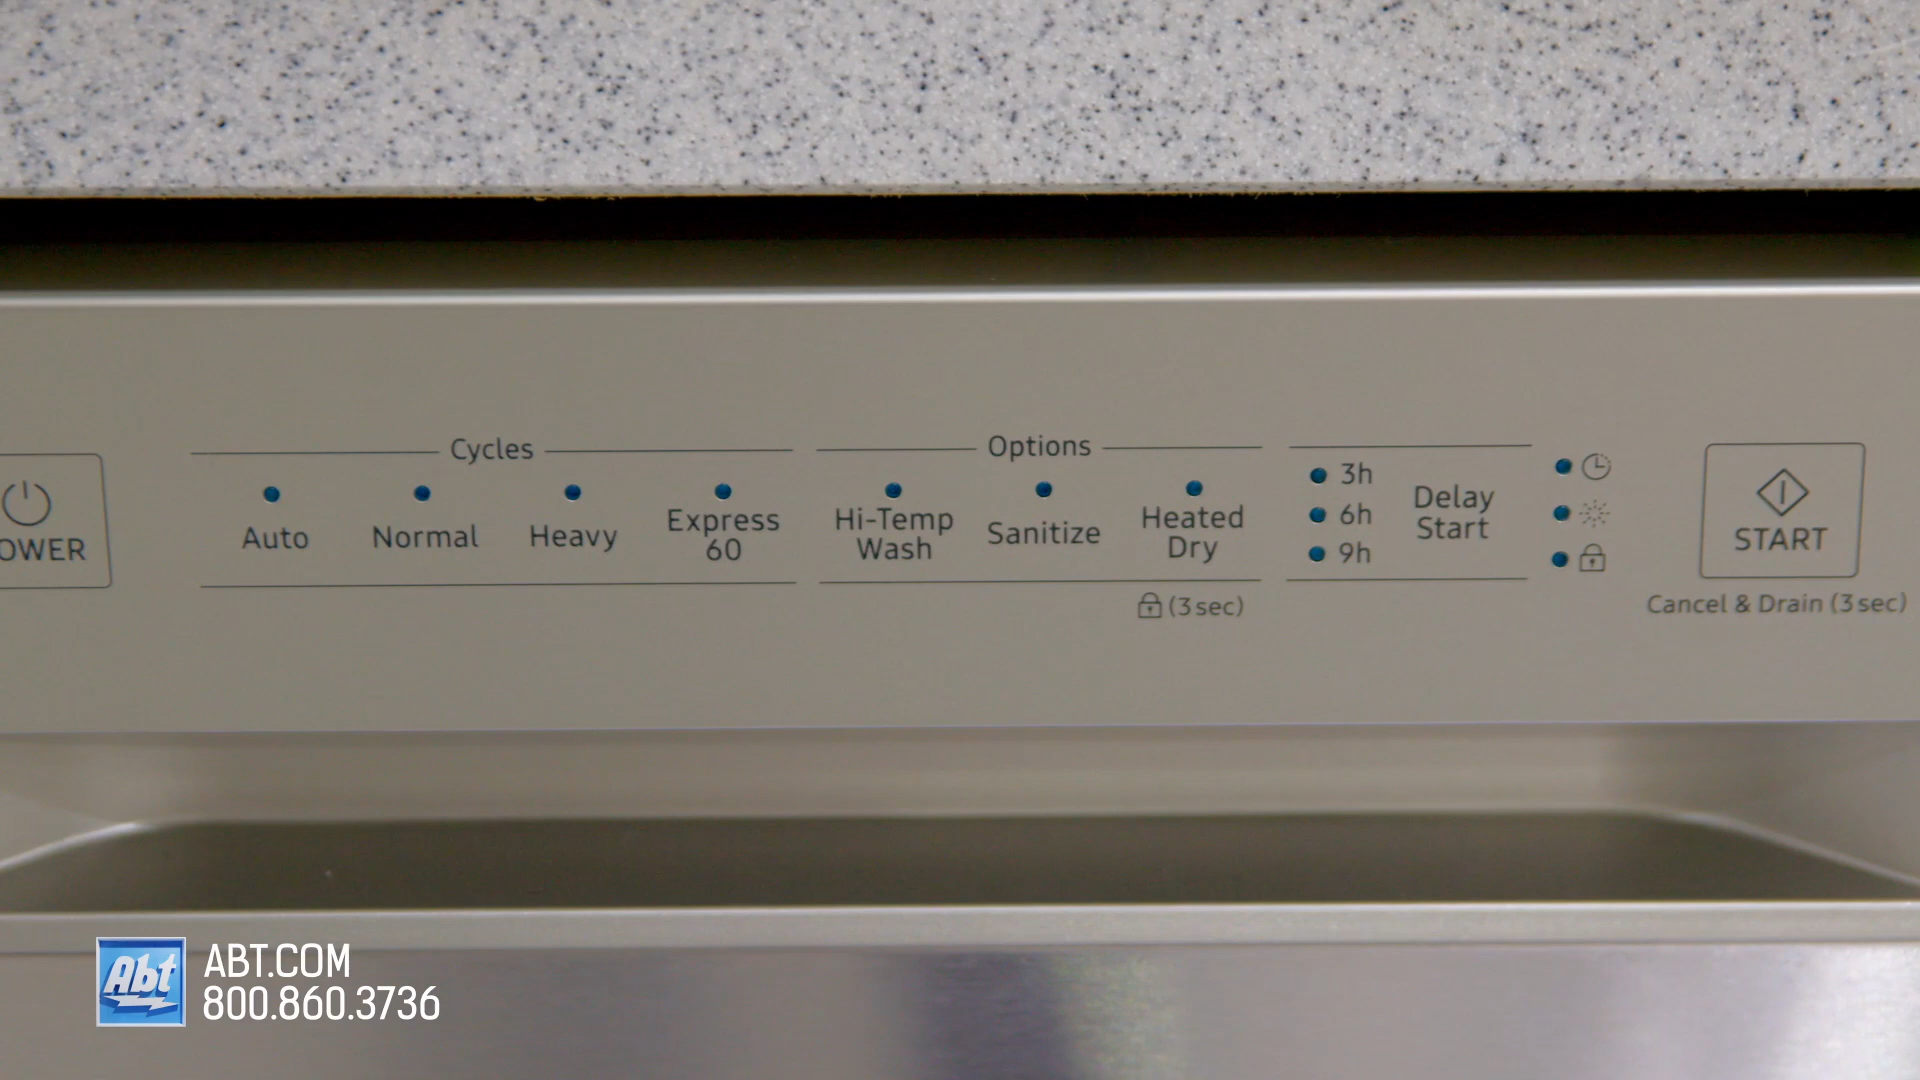 OWER
Cycles
Auto
Normal
Heavy
Express
60
Options
Hi-Temp
Wash
Sanitize
Heated
Dry
(3 sec)
3h
6h
9h
Delay
Start
START
Cancel & Drain (3 sec)
Abt
ABT.COM
800.860.3736